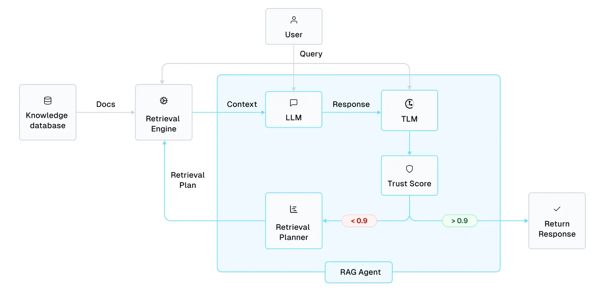 User
Query
Knowledge
database
Docs
Retrieval
Engine
Context
LLM
Response
TLM
Trust Score
Retrieval
Plan
Retrieval
Planner
< 0.9
> 0.9
Return
Response
RAG Agent